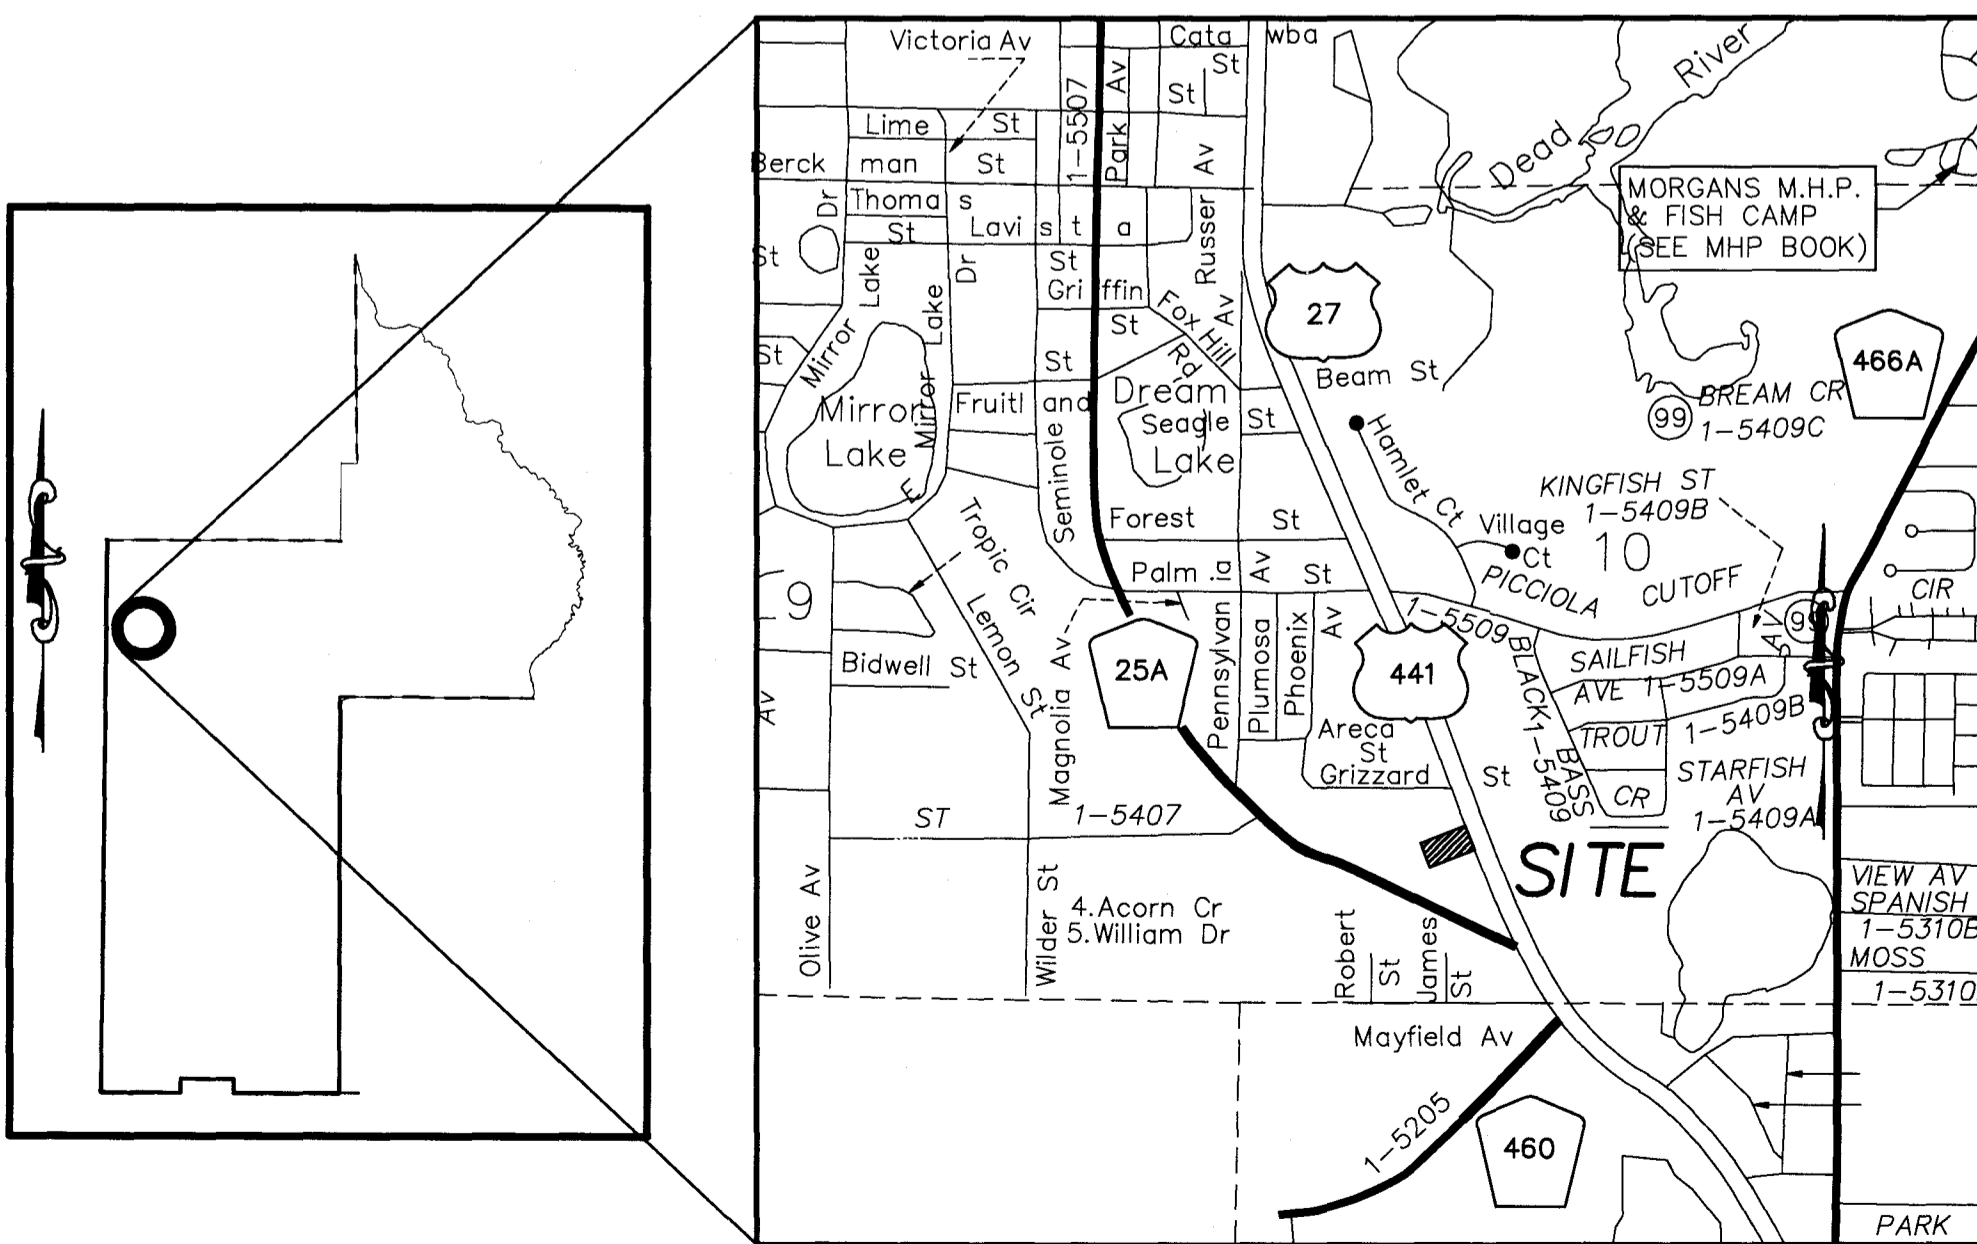 Victoria Av
Cata wba
St
St
River
1-5507
Park Av
Lime St
Berck man St
Dead
Av
Thoma s
St
Lavi s t a
Dr
St
Lake
Lake
Dr
St
Gri ffin
St
Russer
Av
MORGANS M.H.P.
& FISH CAMP
(SEE MHP BOOK)
27
Fox Hill
Rd
St
Mirror
Mirror
Lake
Mirror
E
St
Fruitl and
Dream
Seagle St
Lake
Beam St
466A
99
BREAM CR
1-5409C
Hamlet Ct
Seminole
KINGFISH ST
1-5409B
Forest St
Village
Ct
10
Tropic Cir
Palm
St
PICCIOLA CUTOFF
CIR
9
Lemon St
Magnolia Av
Pennsylvan ia Av
Plumosa
Phoenix Av
1-5509
AV
Bidwell St
25A
441
SAILFISH
AVE 1-5509A
1-5409B
BLACK BASS
1-5409
TROUT
CR
Av
Areca
St
Grizzard St
STARFISH
AV
1-5409A
ST
1-5407
SITE
Olive Av
Wilder St
4.Acorn Cr
5.William Dr
Robert St
James St
VIEW AV
SPANISH
1-5310B
MOSS
1-5310
Mayfield Av
1-5205
460
PARK